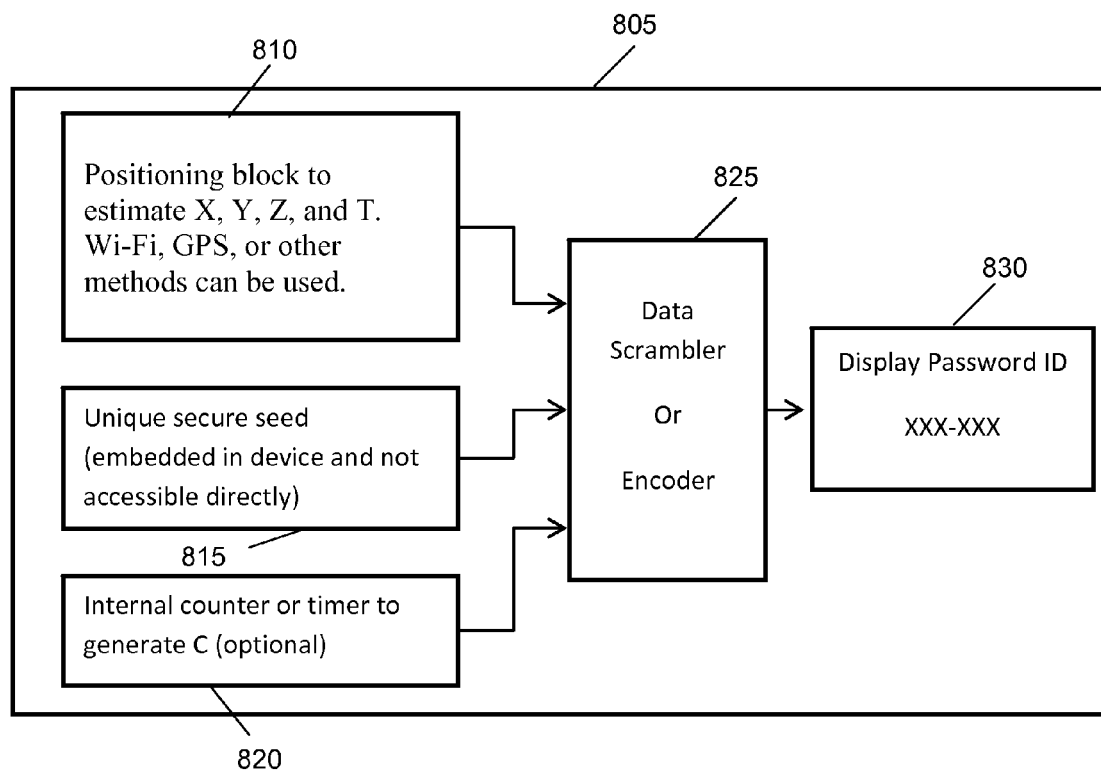 805
810
Positioning block to
estimate X, Y, Z, and T.
Wi-Fi, GPS, or other
methods can be used.
825
830
Data
Scrambler
Or
Encoder
Display Password ID
XXX-XXX
Unique secure seed
(embedded in device and not
accessible directly)
815
Internal counter or timer to
generate C (optional)
820